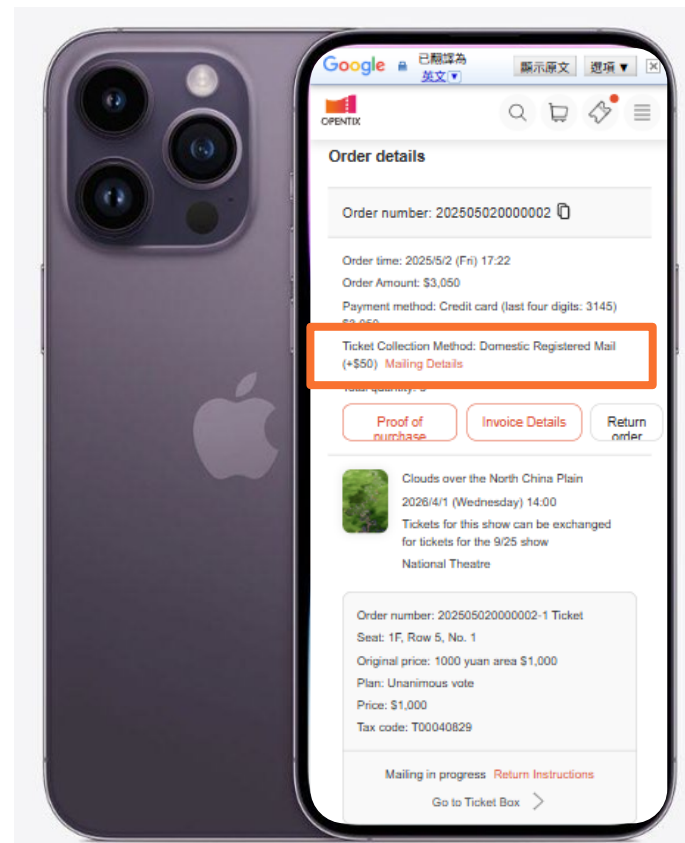 Google 已翻譯為 英文▼ 顯示原文 選項 ▼
OPENTIX
Order details
Order number: 202505020000002
Order time: 2025/5/2 (Fri) 17:22
Order Amount: $3,050
Payment method: Credit card (last four digits: 3145)
$3,050
Ticket Collection Method: Domestic Registered Mail
(+$50) Mailing Details
Total quantity: 3
Proof of purchase
Invoice Details
Return order
Clouds over the North China Plain
2026/4/1 (Wednesday) 14:00
Tickets for this show can be exchanged
for tickets for the 9/25 show
National Theatre
Order number: 202505020000002-1 Ticket
Seat: 1F, Row 5, No. 1
Original price: 1000 yuan area $1,000
Plan: Unanimous vote
Price: $1,000
Tax code: T00040829
Mailing in progress Return Instructions
Go to Ticket Box